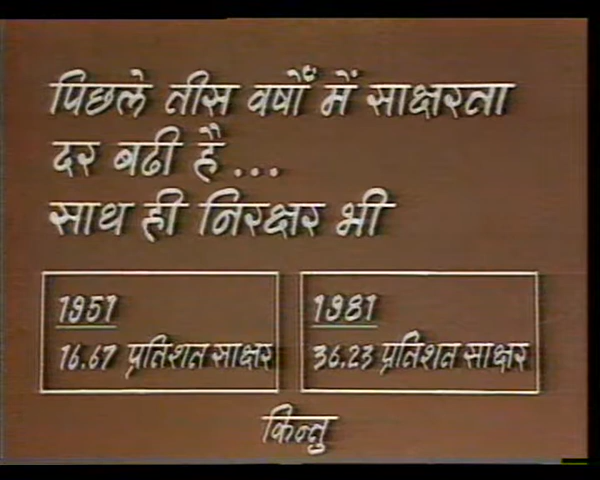 पिछले तीस वर्षों में साक्षरता
दर बढी है...
साथ ही निरक्षर भी
1951
16.67 प्रतिशत साक्षर
1981
36.23 प्रतिशत साक्षर
किन्तु